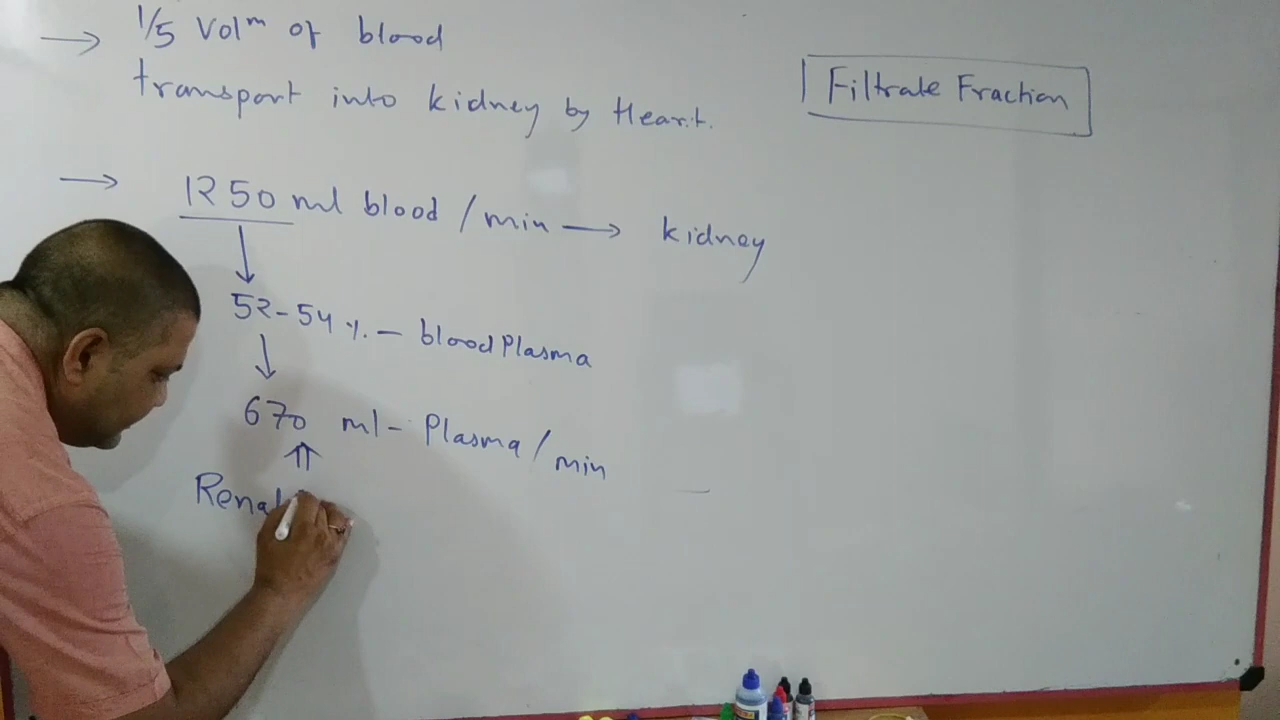 → 1/5 Volᵐ of blood
transport into kidney by Heart.
Filtrate Fraction
→ 1250 ml blood / min → kidney
52-54 %. - blood Plasma
670 ml - Plasma / min
Renal